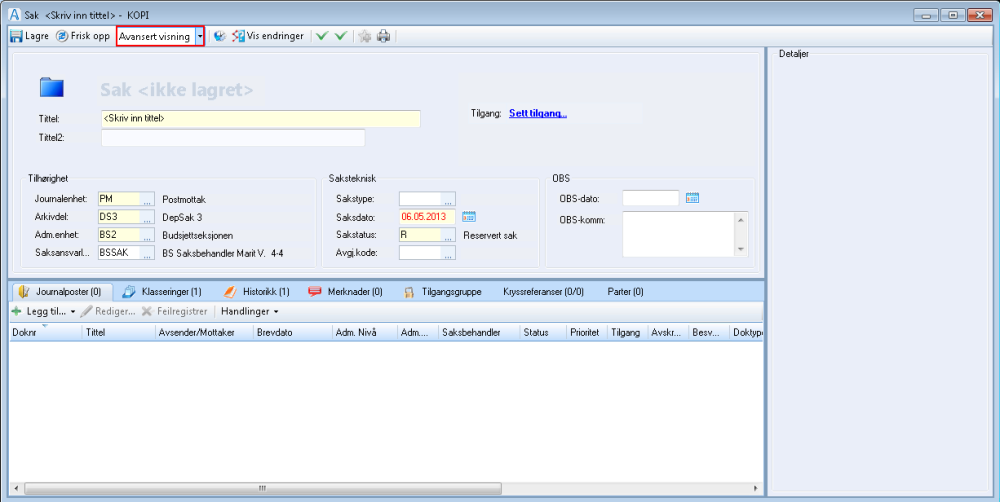 Sak <Skriv inn tittel> - KOPI
Lagre Frisk opp Avansert visning Vis endringer
Detaljer
Sak <ikke lagret>
Tittel: <Skriv inn tittel>
Tilgang: Sett tilgang...
Tittel2:
Tilhørighet Saksteknisk OBS
Journalenhet: PM ... Postmottak Sakstype: ... OBS-dato:
Arkivdel: DS3 ... DepSak 3 Saksdato: 06.05.2013 OBS-komm:
Adm.enhet: BS2 ... Budsjettseksjonen Sakstatus: R ... Reservert sak
Saksansvarl... BSSAK ... BS Saksbehandler Marit V. 4-4 Avgj.kode: ...
Journalposter (0) Klasseringer (1) Historikk (1) Merknader (0) Tilgangsgruppe Kryssreferanser (0/0) Parter (0)
Legg til... Rediger... Feilregistrer Handlinger
Doknr Tittel Avsender/Mottaker Brevdato Adm. Nivå Adm.... Saksbehandler Status Prioritet Tilgang Avskr... Besv... Doktype